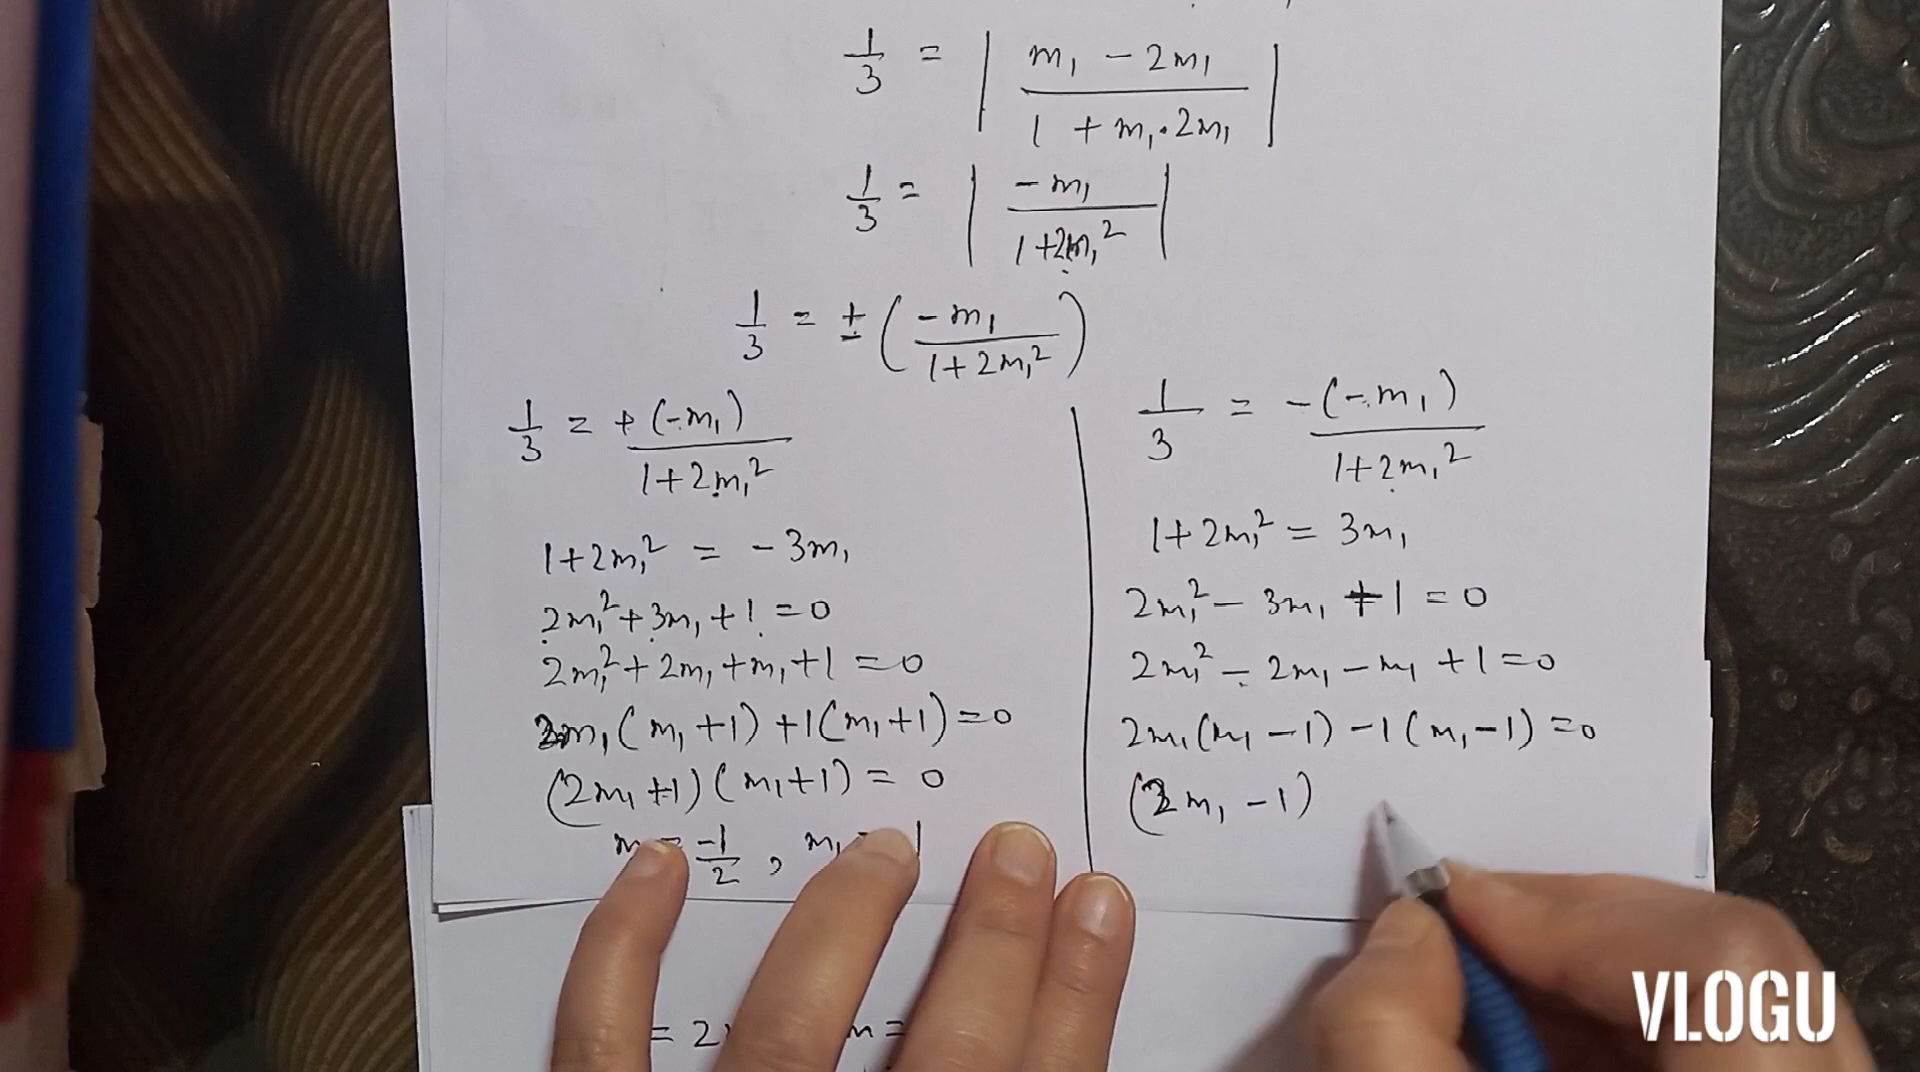 1/3 = | (m₁ - 2m₁)/(1 + m₁·2m₁) |
1/3 = | (-m₁)/(1+2m₁²) |
1/3 = ± ( (-m₁)/(1+2m₁²) )
1/3 = + (-m₁)/(1+2m₁²)
1+2m₁² = -3m₁
2m₁²+3m₁+1 = 0
2m₁²+2m₁+m₁+1 = 0
2m₁(m₁+1)+1(m₁+1) = 0
(2m₁+1)(m₁+1) = 0
-1/2 , m₁
1/3 = -(-m₁)/(1+2m₁²)
1+2m₁² = 3m₁
2m₁² - 3m₁ + 1 = 0
2m₁² - 2m₁ - m₁ + 1 = 0
2m₁(m₁ - 1) - 1(m₁ - 1) = 0
(2m₁ - 1)
= 2
VLOGU